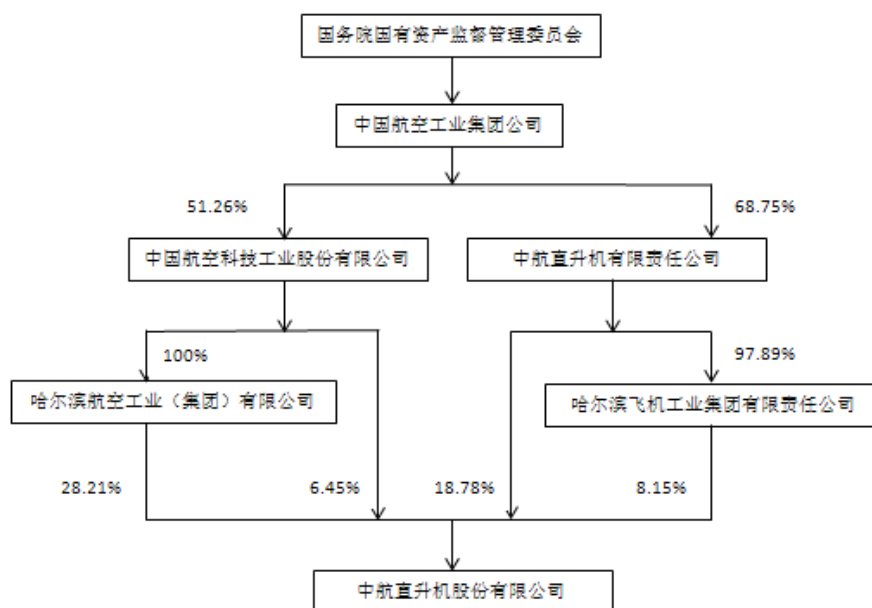 国务院国有资产监督管理委员会
中国航空工业集团公司
51.26%
68.75%
中国航空科技工业股份有限公司
中航直升机有限责任公司
100%
97.89%
哈尔滨航空工业（集团）有限公司
哈尔滨飞机工业集团有限责任公司
28.21%
6.45%
18.78%
8.15%
中航直升机股份有限公司